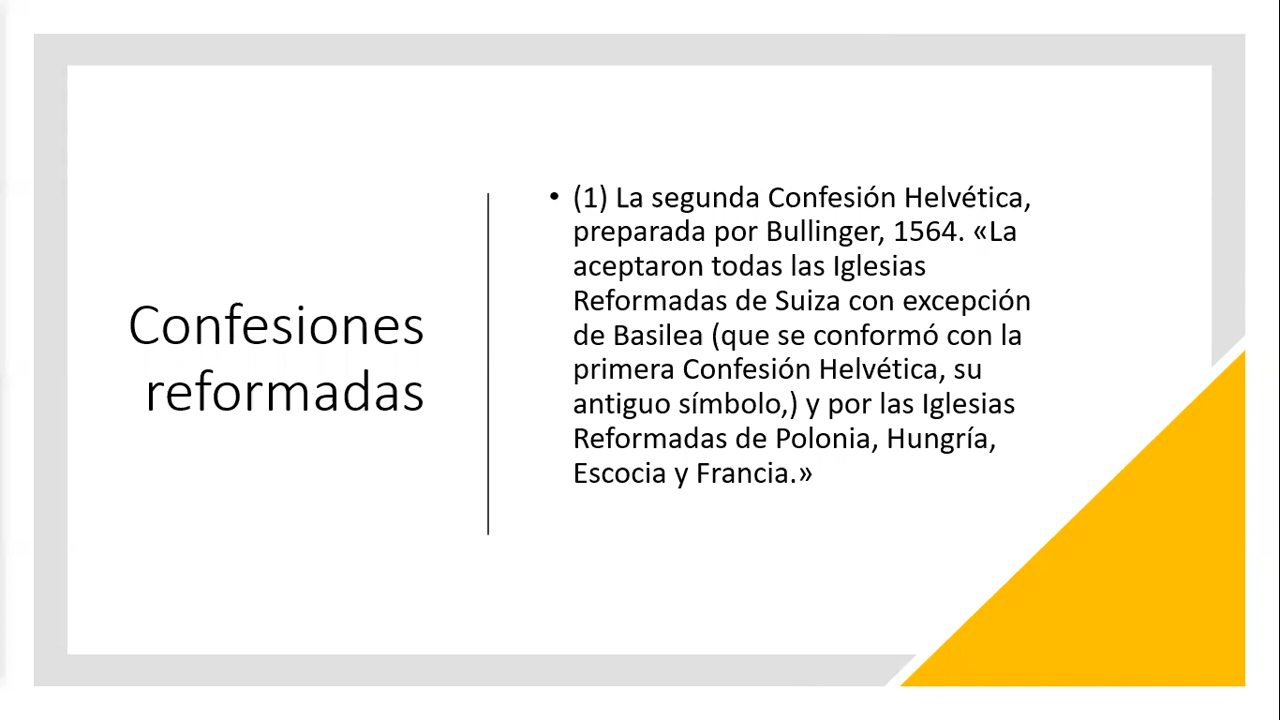 Confesiones
reformadas
• (1) La segunda Confesión Helvética,
preparada por Bullinger, 1564. «La
aceptaron todas las Iglesias
Reformadas de Suiza con excepción
de Basilea (que se conformó con la
primera Confesión Helvética, su
antiguo símbolo,) y por las Iglesias
Reformadas de Polonia, Hungría,
Escocia y Francia.»